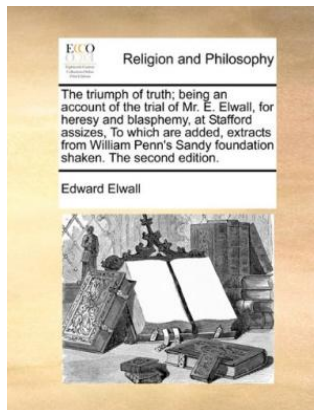 ECCO
Religion and Philosophy
The triumph of truth; being an
account of the trial of Mr. E. Elwall, for
heresy and blasphemy, at Stafford
assizes, To which are added, extracts
from William Penn's Sandy foundation
shaken. The second edition.
Edward Elwall